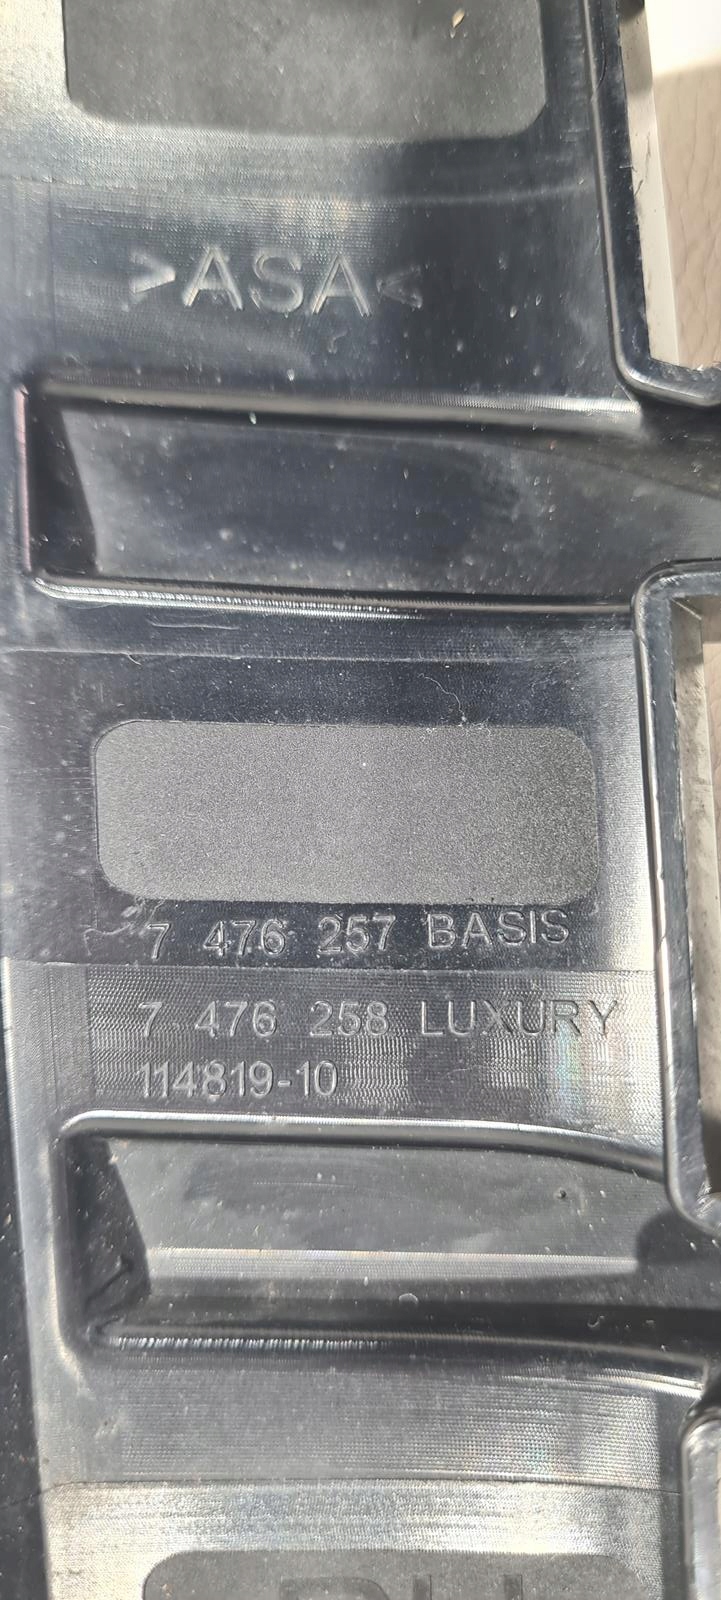 >ASA<
7 476 257 BASIS
7 476 258 LUXURY
114819-10